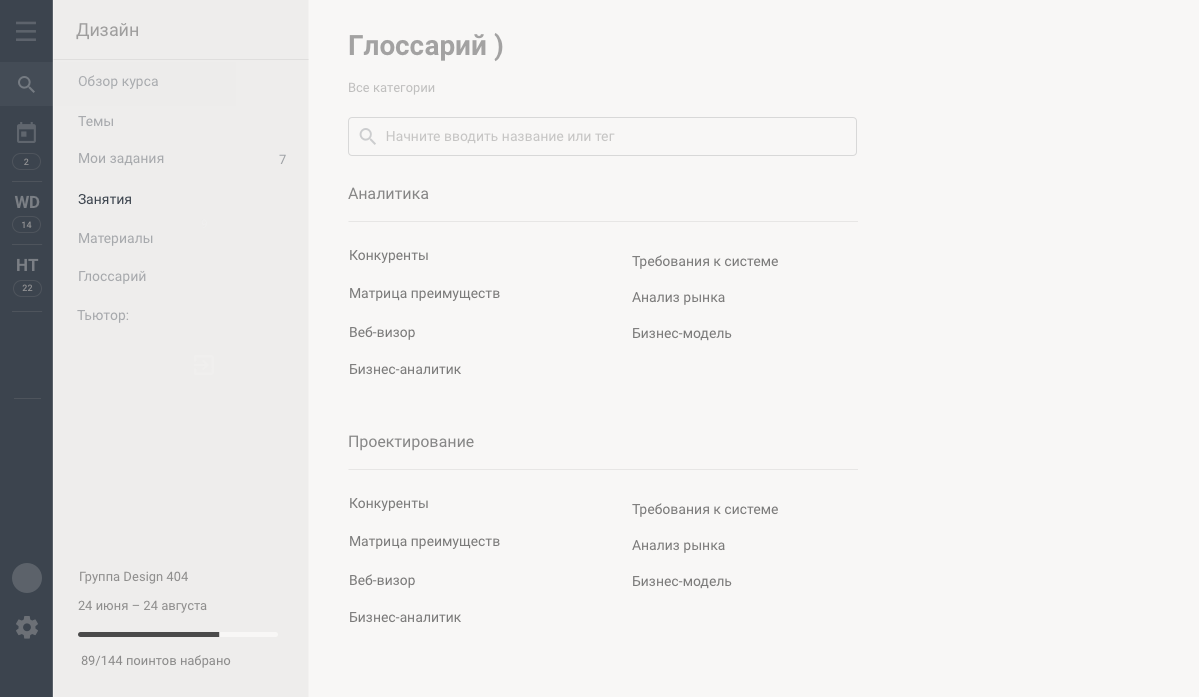 2
WD
14
HT
22
Дизайн
Обзор курса
Темы
Мои задания 7
Занятия
Материалы
Глоссарий
Тьютор:
Группа Design 404
24 июня – 24 августа
89/144 поинтов набрано
Глоссарий )
Все категории
Начните вводить название или тег
Аналитика
Конкуренты
Матрица преимуществ
Веб-визор
Бизнес-аналитик
Требования к системе
Анализ рынка
Бизнес-модель
Проектирование
Конкуренты
Матрица преимуществ
Веб-визор
Бизнес-аналитик
Требования к системе
Анализ рынка
Бизнес-модель